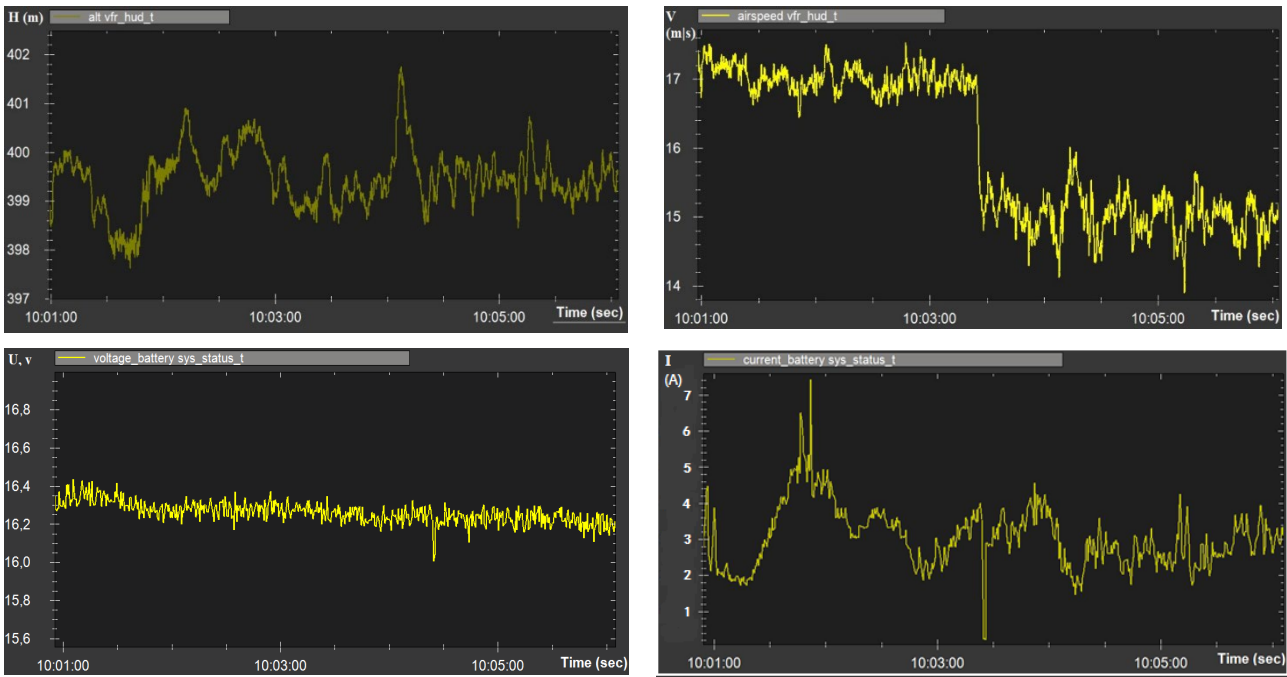 H (m) alt vfr_hud_t
402
401
400
399
398
397
10:01:00 10:03:00 10:05:00 Time (sec)
V airspeed vfr_hud_t
(m|s)
17
16
15
14
10:01:00 10:03:00 10:05:00 Time (sec)
U, v voltage_battery sys_status_t
16,8
16,6
16,4
16,2
16,0
15,8
15,6
10:01:00 10:03:00 10:05:00 Time (sec)
I current_battery sys_status_t
(A)
7
6
5
4
3
2
1
10:01:00 10:03:00 10:05:00 Time (sec)